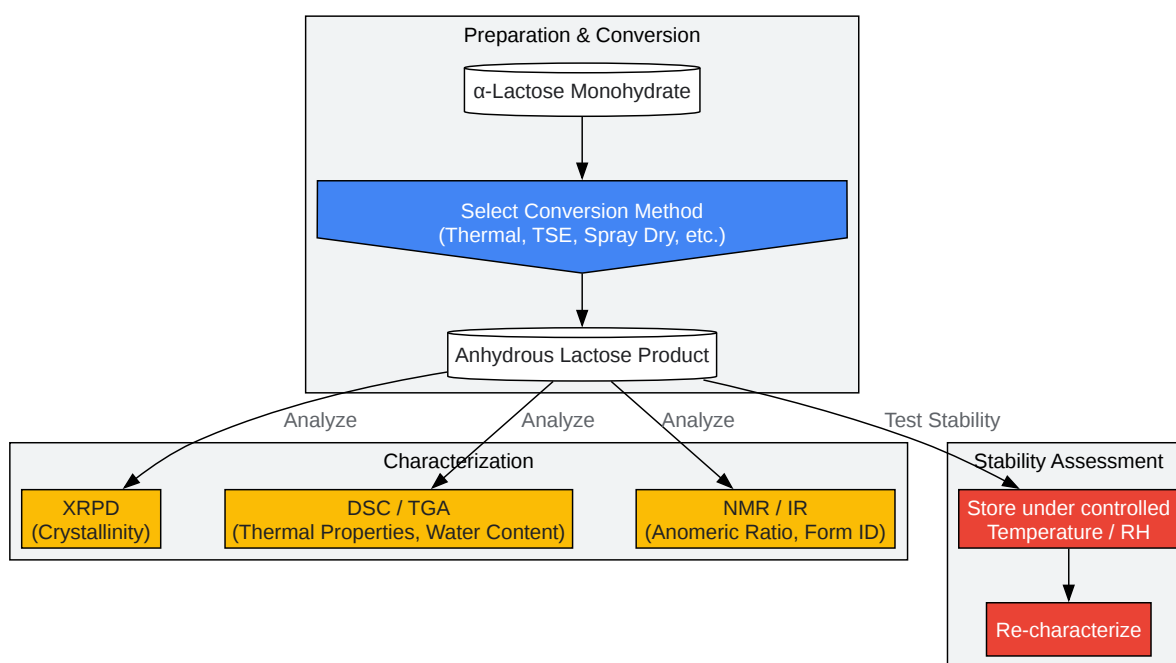 Preparation & Conversion
α-Lactose Monohydrate
Select Conversion Method
(Thermal, TSE, Spray Dry, etc.)
Anhydrous Lactose Product
Analyze
Analyze
Analyze
Test Stability
Characterization
Stability Assessment
XRPD
(Crystallinity)
DSC / TGA
(Thermal Properties, Water Content)
NMR / IR
(Anomeric Ratio, Form ID)
Store under controlled
Temperature / RH
Re-characterize